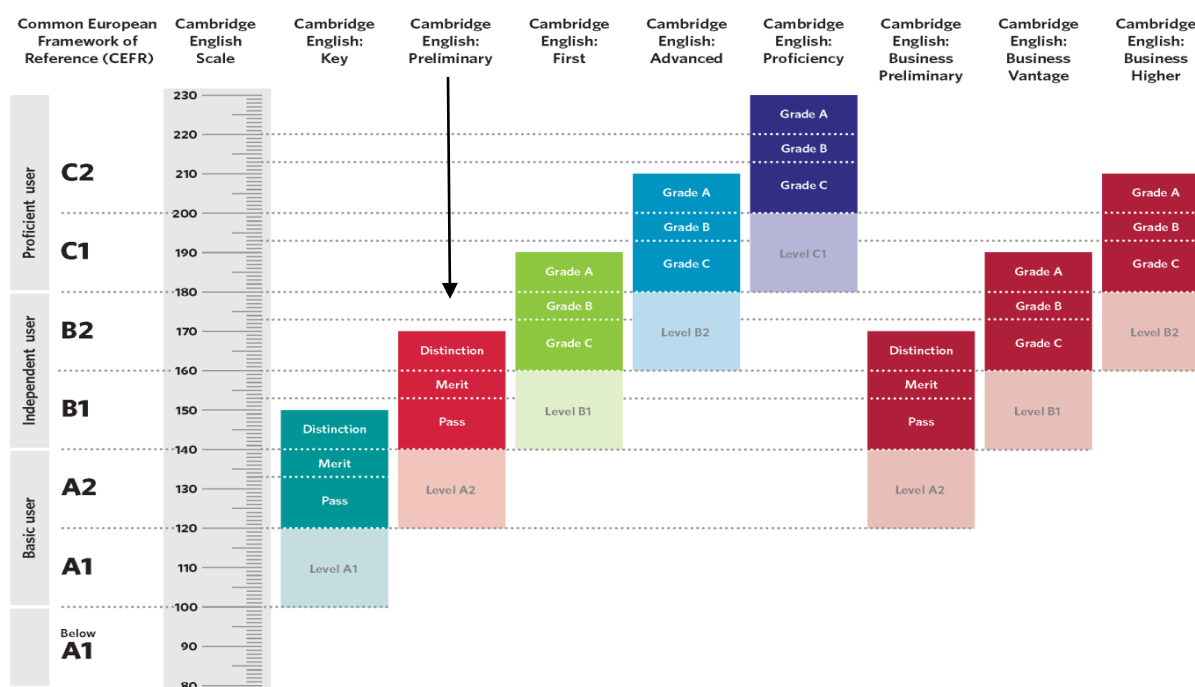 Common European
Framework of
Reference (CEFR)
Cambridge
English
Scale
Cambridge
English:
Key
Cambridge
English:
Preliminary
Cambridge
English:
First
Cambridge
English:
Advanced
Cambridge
English:
Proficiency
Cambridge
English:
Business
Preliminary
Cambridge
English:
Business
Vantage
Cambridge
English:
Business
Higher
Proficient user
Independent user
Basic user
C2
C1
B2
B1
A2
A1
Below
A1
230
220
210
200
190
180
170
160
150
140
130
120
110
100
90
80
Distinction
Merit
Pass
Level A1
Distinction
Merit
Pass
Level A2
Grade A
Grade B
Grade C
Level B1
Grade A
Grade B
Grade C
Level B2
Grade A
Grade B
Grade C
Level C1
Distinction
Merit
Pass
Level A2
Grade A
Grade B
Grade C
Level B1
Grade A
Grade B
Grade C
Level B2